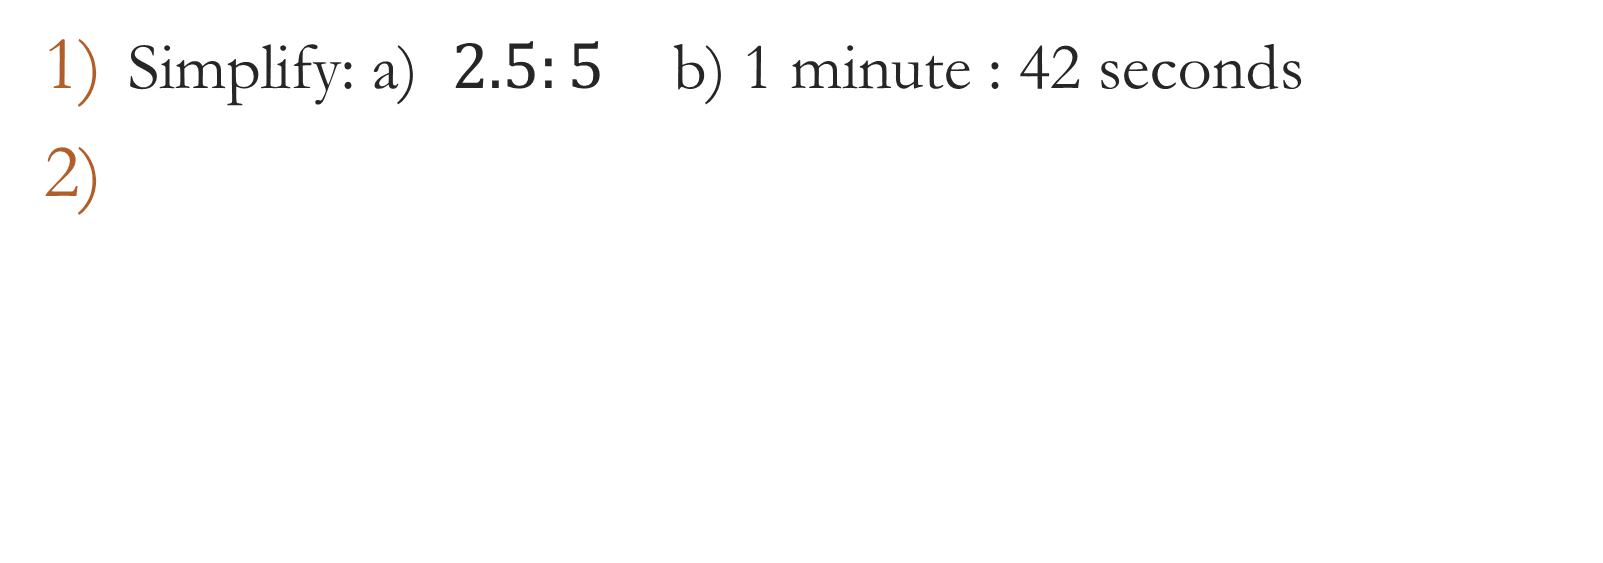 1) Simplify: a) 2.5:5 b) 1 minute : 42 seconds
2)